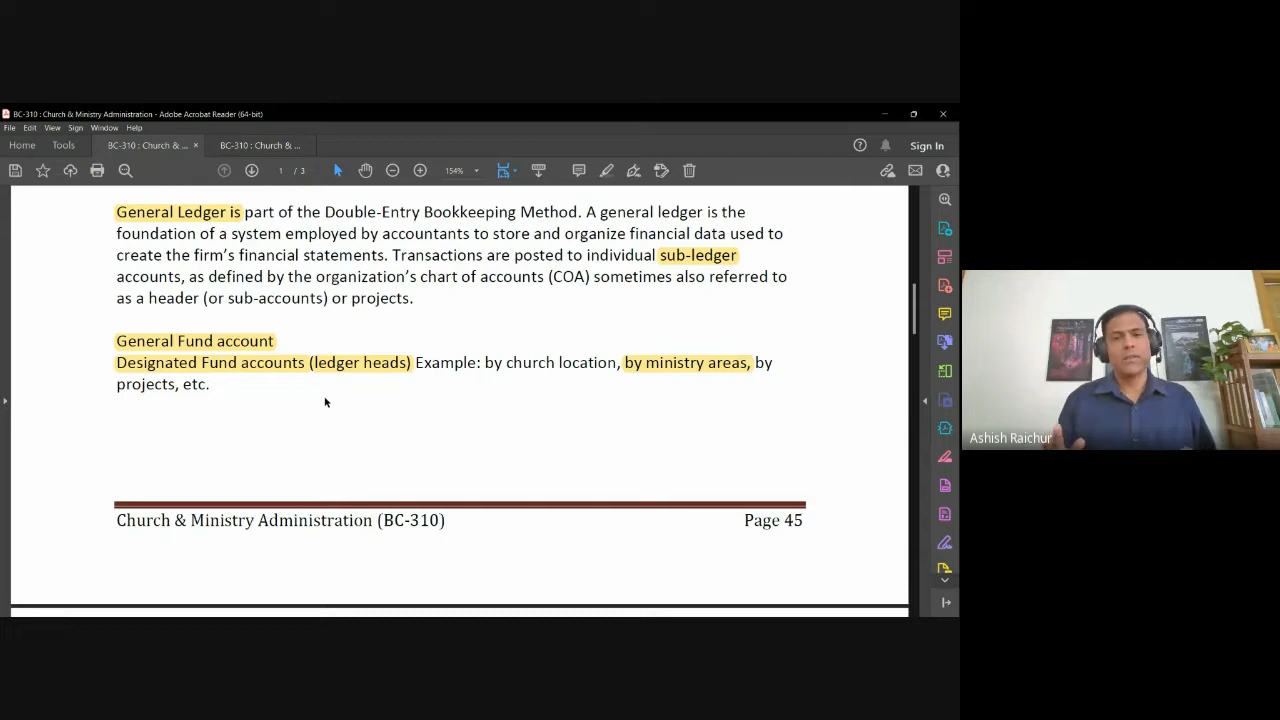 BC-310 : Church & Ministry Administration - Adobe Acrobat Reader (64-bit)
File Edit View Sign Window Help
Home Tools BC-310 : Church & ... × BC-310 : Church & ... Sign In
1 / 3 154%
General Ledger is part of the Double-Entry Bookkeeping Method. A general ledger is the
foundation of a system employed by accountants to store and organize financial data used to
create the firm’s financial statements. Transactions are posted to individual sub-ledger
accounts, as defined by the organization’s chart of accounts (COA) sometimes also referred to
as a header (or sub-accounts) or projects.
General Fund account
Designated Fund accounts (ledger heads) Example: by church location, by ministry areas, by
projects, etc.
Church & Ministry Administration (BC-310) Page 45
Ashish Raichur